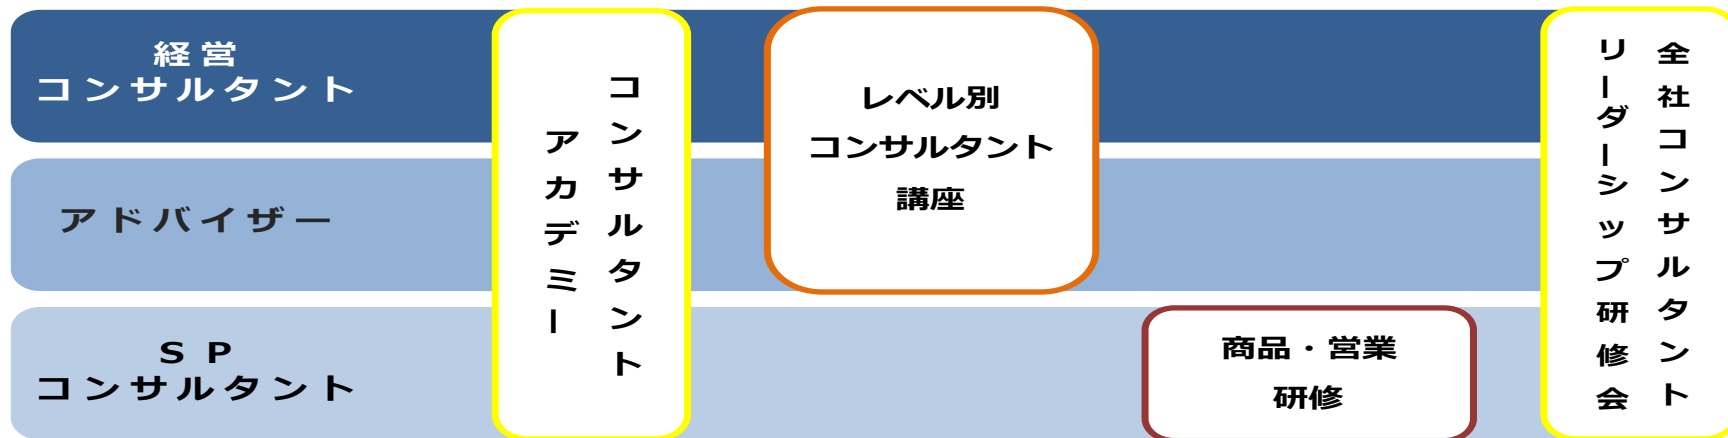 経営
コンサルタント
アドバイザー
SP
コンサルタント
コンサルタント
アカデミー
レベル別
コンサルタント
講座
商品・営業
研修
全社コンサルタント
リーダーシップ研修会